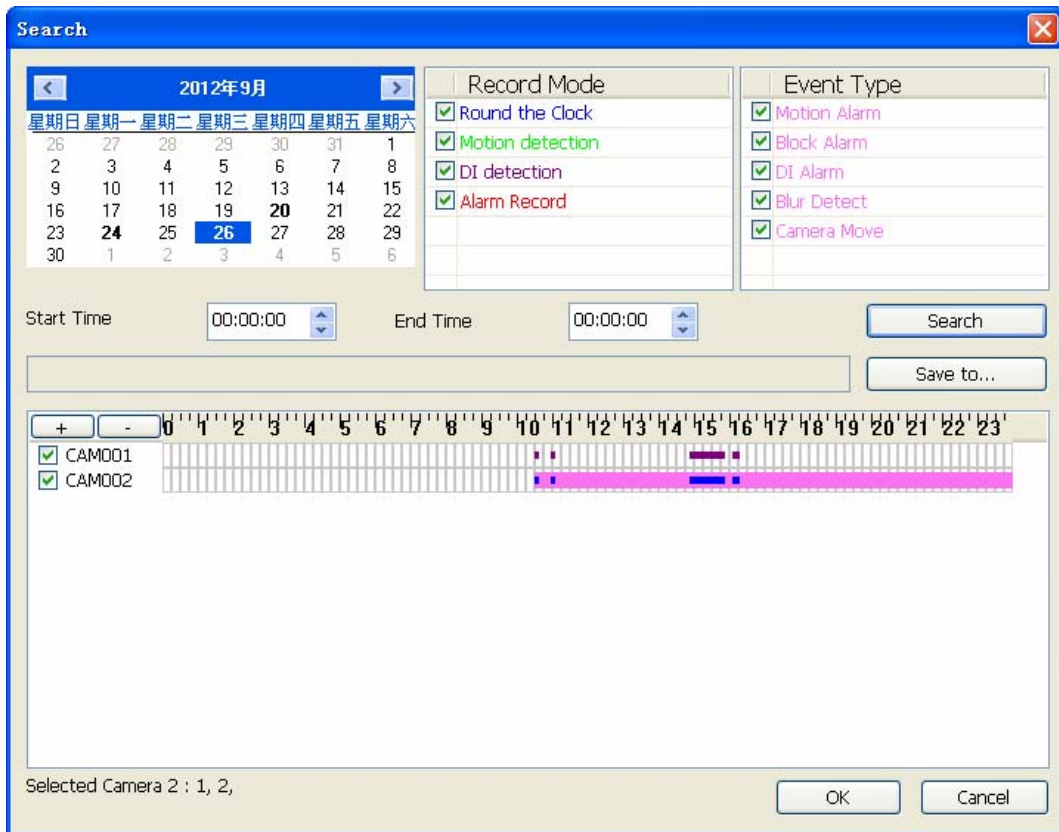 Search
2012年9月
星期日 星期一 星期二 星期三 星期四 星期五 星期六
26 27 28 29 30 31 1
2 3 4 5 6 7 8
9 10 11 12 13 14 15
16 17 18 19 20 21 22
23 24 25 26 27 28 29
30 1 2 3 4 5 6
Record Mode
Round the Clock
Motion detection
DI detection
Alarm Record
Event Type
Motion Alarm
Block Alarm
DI Alarm
Blur Detect
Camera Move
Start Time 00:00:00 End Time 00:00:00 Search
Save to...
+ - 0 1 2 3 4 5 6 7 8 9 10 11 12 13 14 15 16 17 18 19 20 21 22 23
CAM001
CAM002
Selected Camera 2 : 1, 2,
OK Cancel